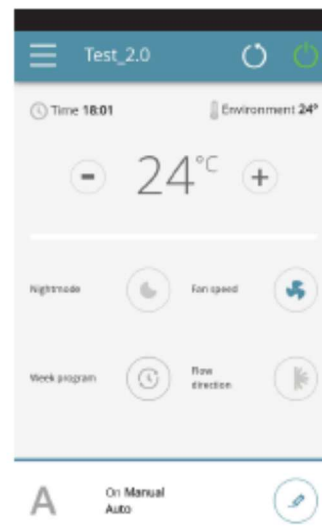 Test_2.0
Time 18:01
Environment 24°
- 24°C +
Nightmode
Fan speed
Week program
Flow
direction
A
On Manual
Auto